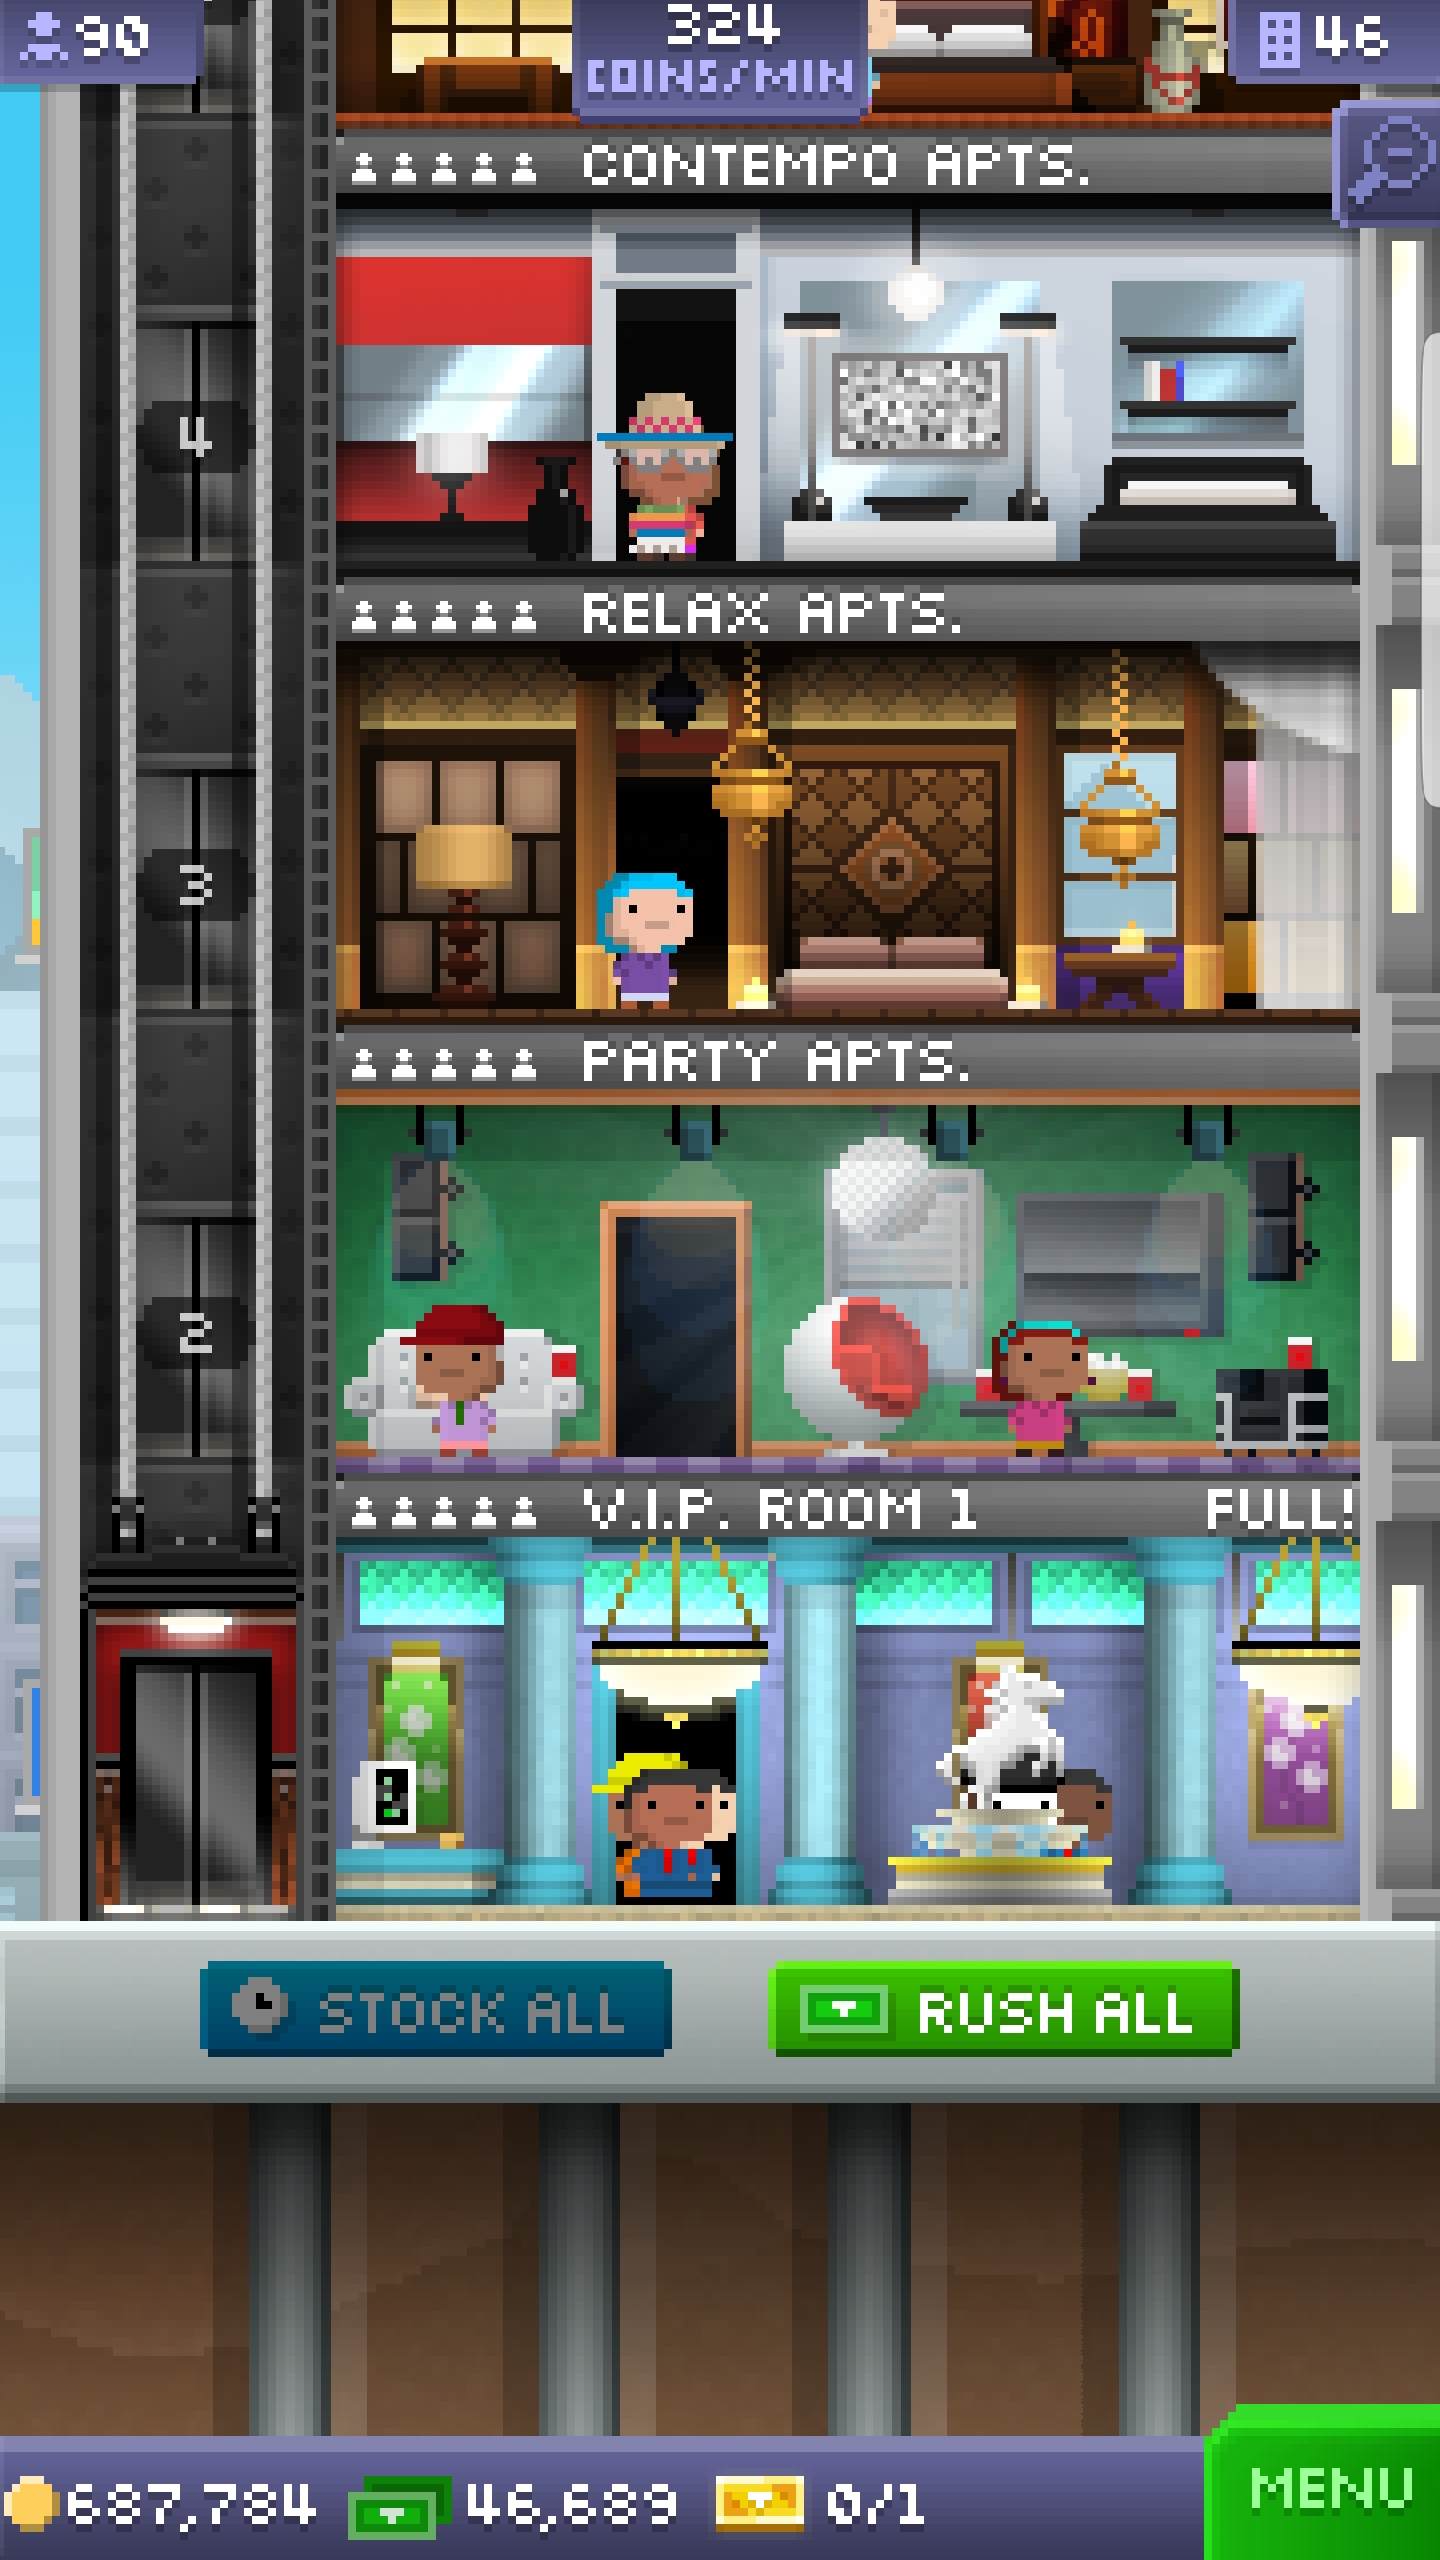 90
324
COINS/MIN
46
CONTEMPO APTS.
4
RELAX APTS.
3
PARTY APTS.
2
V.I.P. ROOM 1 FULL!
STOCK ALL
RUSH ALL
687,784
46,689
0/1
MENU